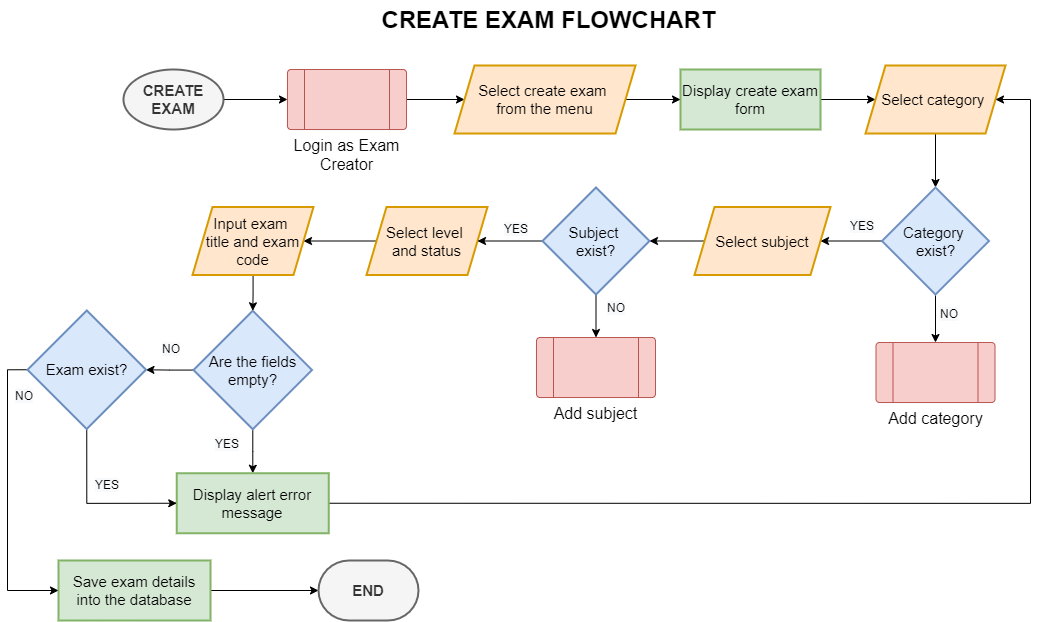 CREATE EXAM FLOWCHART
CREATE
EXAM
Login as Exam
Creator
Select create exam
from the menu
Display create exam
form
Select category
Category
exist?
YES
NO
Add category
Select subject
Subject
exist?
YES
NO
Add subject
Select level
and status
Input exam
title and exam
code
Are the fields
empty?
NO
YES
Exam exist?
NO
YES
Display alert error
message
Save exam details
into the database
END